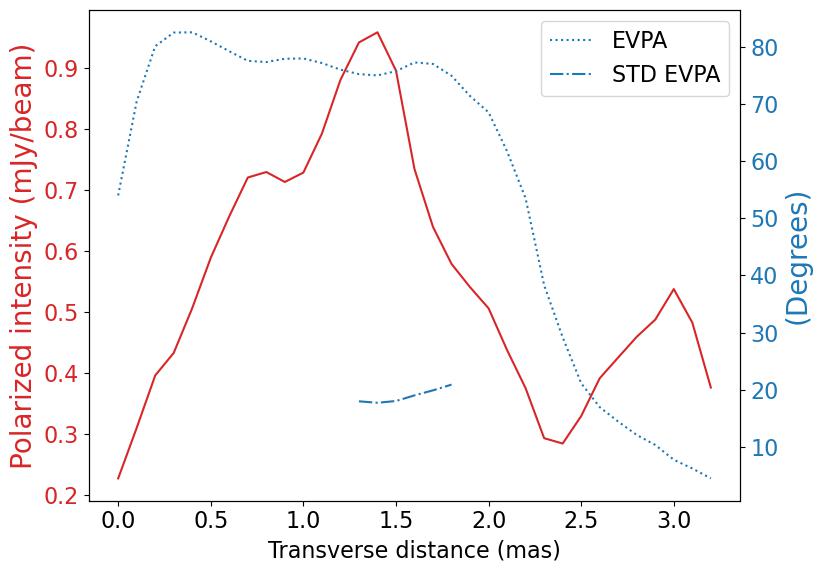 EVPA
STD EVPA
Polarized intensity (mJy/beam)
0.9
0.8
0.7
0.6
0.5
0.4
0.3
0.2
80
70
60
50
40
30
20
10
(Degrees)
0.0 0.5 1.0 1.5 2.0 2.5 3.0
Transverse distance (mas)